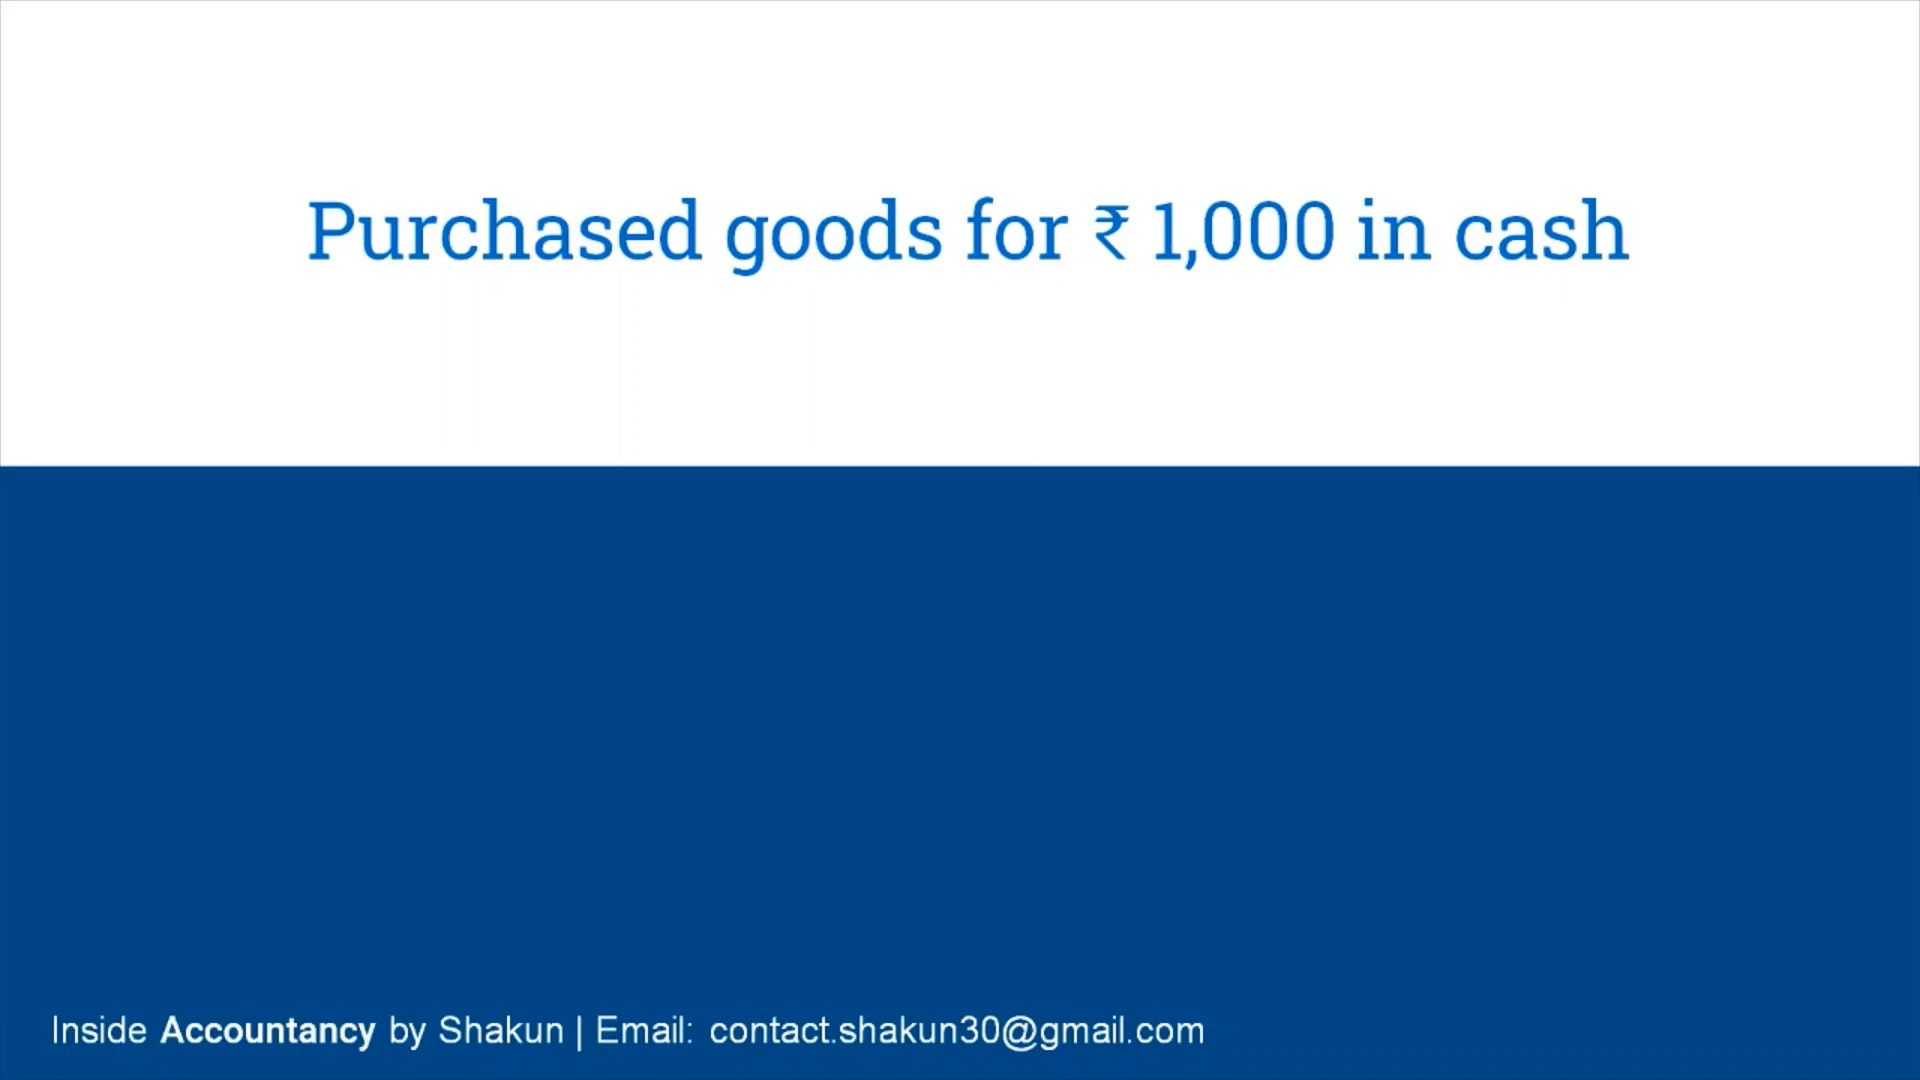 Purchased goods for ₹ 1,000 in cash
Inside Accountancy by Shakun | Email: contact.shakun30@gmail.com